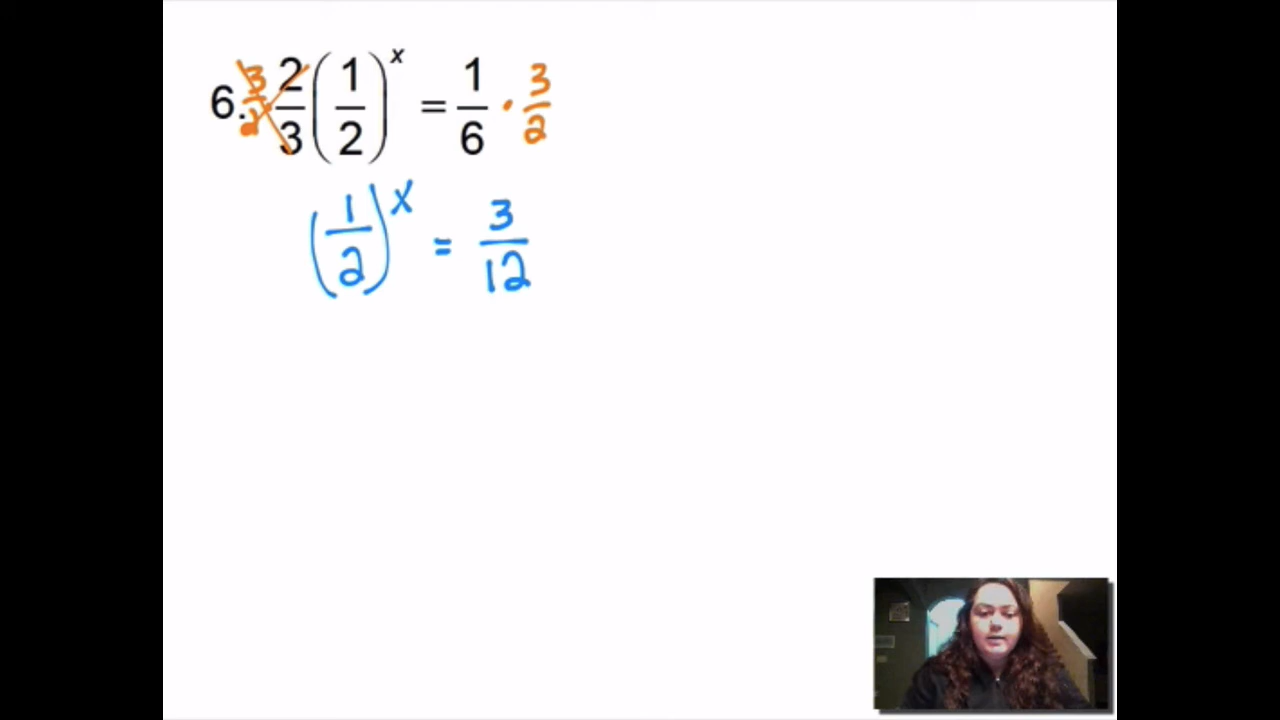 6. 3/2 · 2/3 (1/2)^x = 1/6 · 3/2
(1/2)^x = 3/12